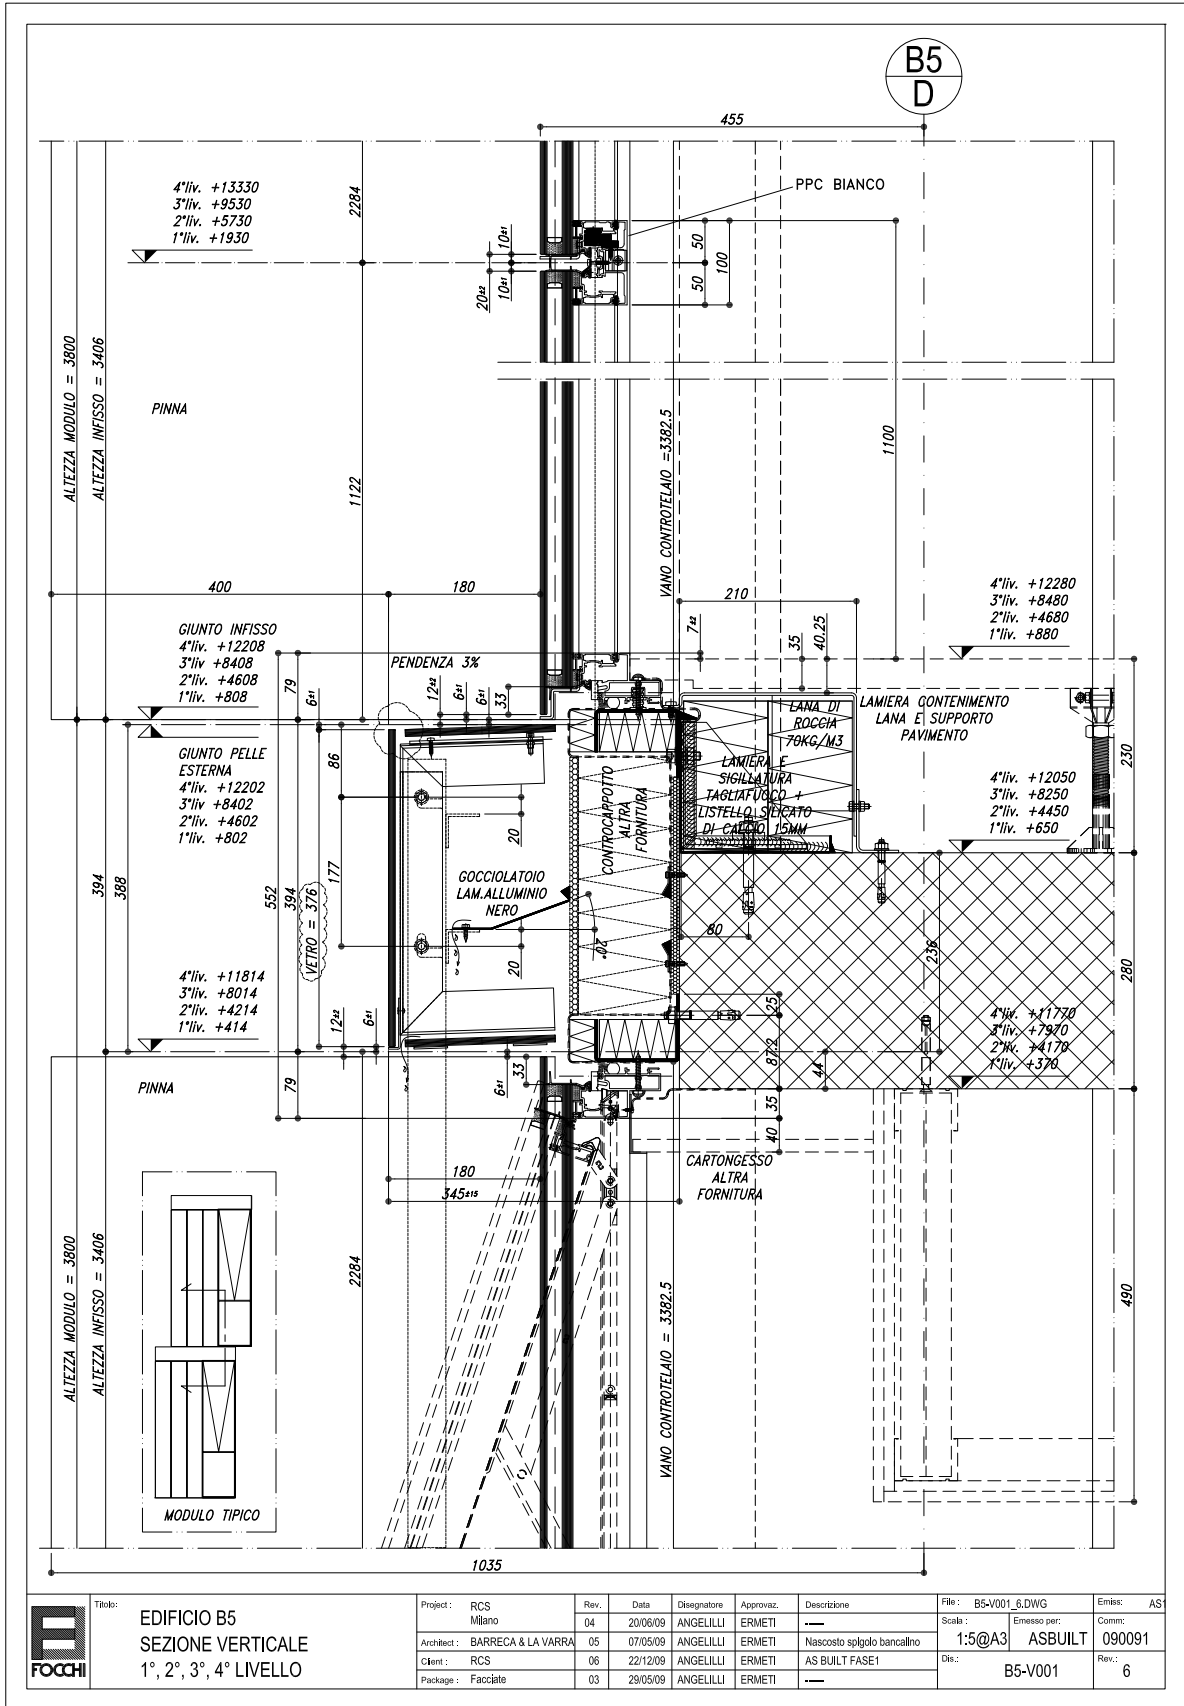 B5
D
455
4°liv. +13330
3°liv. +9530
2°liv. +5730
1°liv. +1930
2284
PPC BIANCO
10±1
20±2
10±1
50
50
100
ALTEZZA MODULO = 3800
ALTEZZA INFISSO = 3406
PINNA
1122
VANO CONTROTELAIO =3382.5
1100
400
180
210
4°liv. +12280
3°liv. +8480
2°liv. +4680
1°liv. +880
GIUNTO INFISSO
4°liv. +12208
3°liv +8408
2°liv. +4608
1°liv. +808
79
6±1
PENDENZA 3%
12±2
6±1
6±1
33
7±2
35
40.25
LAMIERA CONTENIMENTO
LANA E SUPPORTO
PAVIMENTO
LANA DI
ROCCIA
70KG/M3
LAMIERA E
SIGILLATURA
TAGLIAFUOCO +
LISTELLO SILICATO
DI CALCIO 15MM
CONTROCAPPOTTO
ALTRA
FORNITURA
230
GIUNTO PELLE
ESTERNA
4°liv. +12202
3°liv +8402
2°liv. +4602
1°liv. +802
86
20
4°liv. +12050
3°liv. +8250
2°liv. +4450
1°liv. +650
394
388
552
394
VETRO = 376
177
GOCCIOLATOIO
LAM.ALLUMINIO
NERO
20
20°
80
236
280
4°liv. +11814
3°liv. +8014
2°liv. +4214
1°liv. +414
12±2
6±1
25
87.2
44
4°liv. +11770
3°liv. +7970
2°liv. +4170
1°liv. +370
PINNA
79
6±1
33
35
40
180
345±15
CARTONGESSO
ALTRA
FORNITURA
ALTEZZA MODULO = 3800
ALTEZZA INFISSO = 3406
2284
VANO CONTROTELAIO = 3382.5
490
MODULO TIPICO
1035
FOCCHI
Titolo:
EDIFICIO B5
SEZIONE VERTICALE
1°, 2°, 3°, 4° LIVELLO
Project : RCS
Milano
Architect : BARRECA & LA VARRA
Client : RCS
Package : Facciate
Rev. Data Disegnatore Approvaz. Descrizione
04 20/06/09 ANGELILLI ERMETI -----
05 07/05/09 ANGELILLI ERMETI Nascosto spigolo bancalino
06 22/12/09 ANGELILLI ERMETI AS BUILT FASE1
03 29/05/09 ANGELILLI ERMETI -----
File : B5-V001_6.DWG
Emiss: AS1
Scala : 1:5@A3
Emesso per: ASBUILT
Comm: 090091
Dis.: B5-V001
Rev.: 6